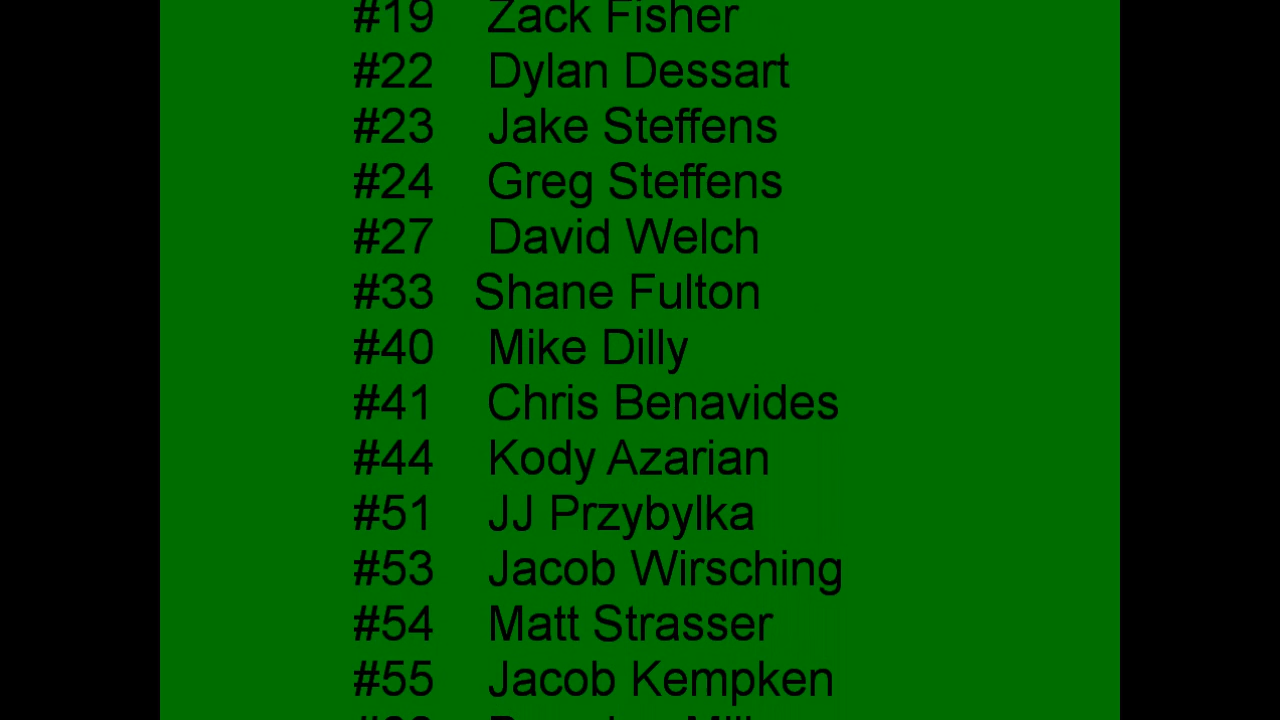 #19 Zack Fisher
#22 Dylan Dessart
#23 Jake Steffens
#24 Greg Steffens
#27 David Welch
#33 Shane Fulton
#40 Mike Dilly
#41 Chris Benavides
#44 Kody Azarian
#51 JJ Przybylka
#53 Jacob Wirsching
#54 Matt Strasser
#55 Jacob Kempken